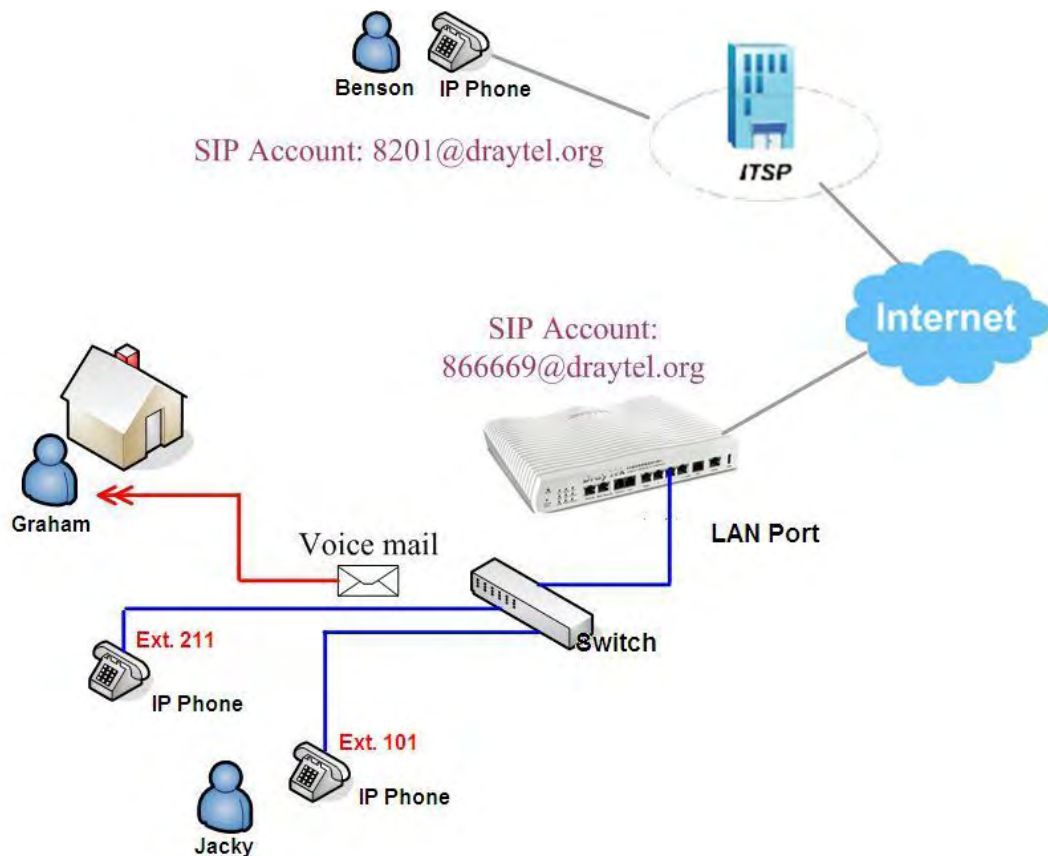 Benson
IP Phone
SIP Account: 8201@draytel.org
ITSP
Internet
SIP Account:
866669@draytel.org
Graham
LAN Port
Voice mail
Switch
Ext. 211
IP Phone
Ext. 101
IP Phone
Jacky